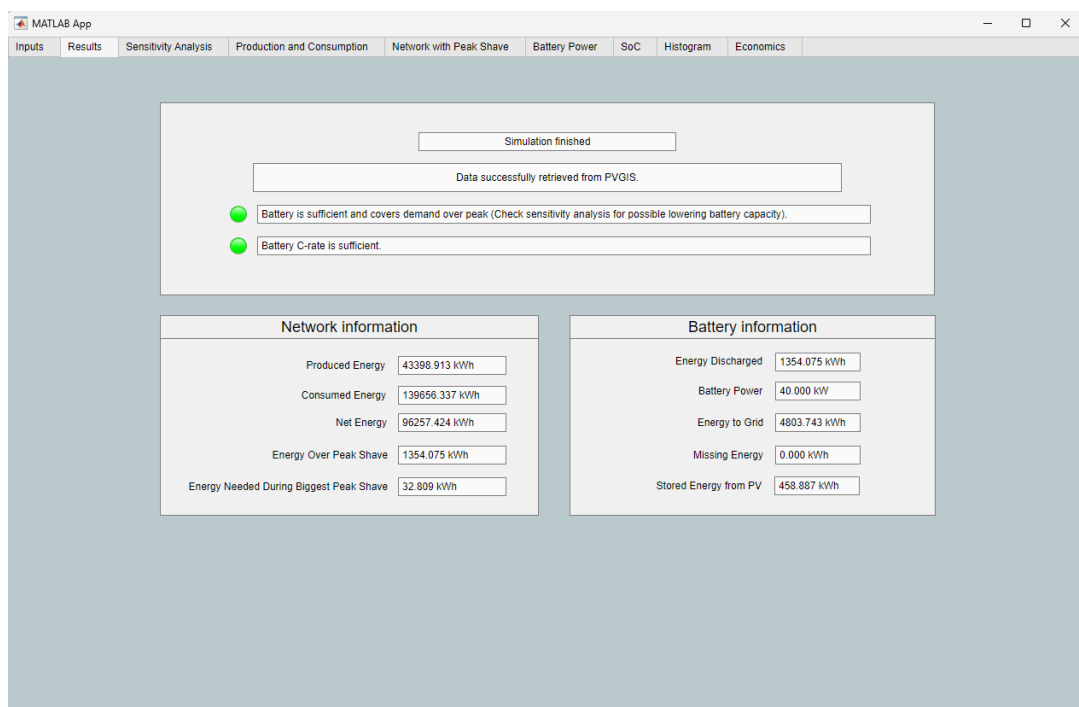 MATLAB App
Inputs Results Sensitivity Analysis Production and Consumption Network with Peak Shave Battery Power SoC Histogram Economics
Simulation finished
Data successfully retrieved from PVGIS.
Battery is sufficient and covers demand over peak (Check sensitivity analysis for possible lowering battery capacity).
Battery C-rate is sufficient.
Network information
Produced Energy 43398.913 kWh
Consumed Energy 139656.337 kWh
Net Energy 96257.424 kWh
Energy Over Peak Shave 1354.075 kWh
Energy Needed During Biggest Peak Shave 32.809 kWh
Battery information
Energy Discharged 1354.075 kWh
Battery Power 40.000 kW
Energy to Grid 4803.743 kWh
Missing Energy 0.000 kWh
Stored Energy from PV 458.887 kWh